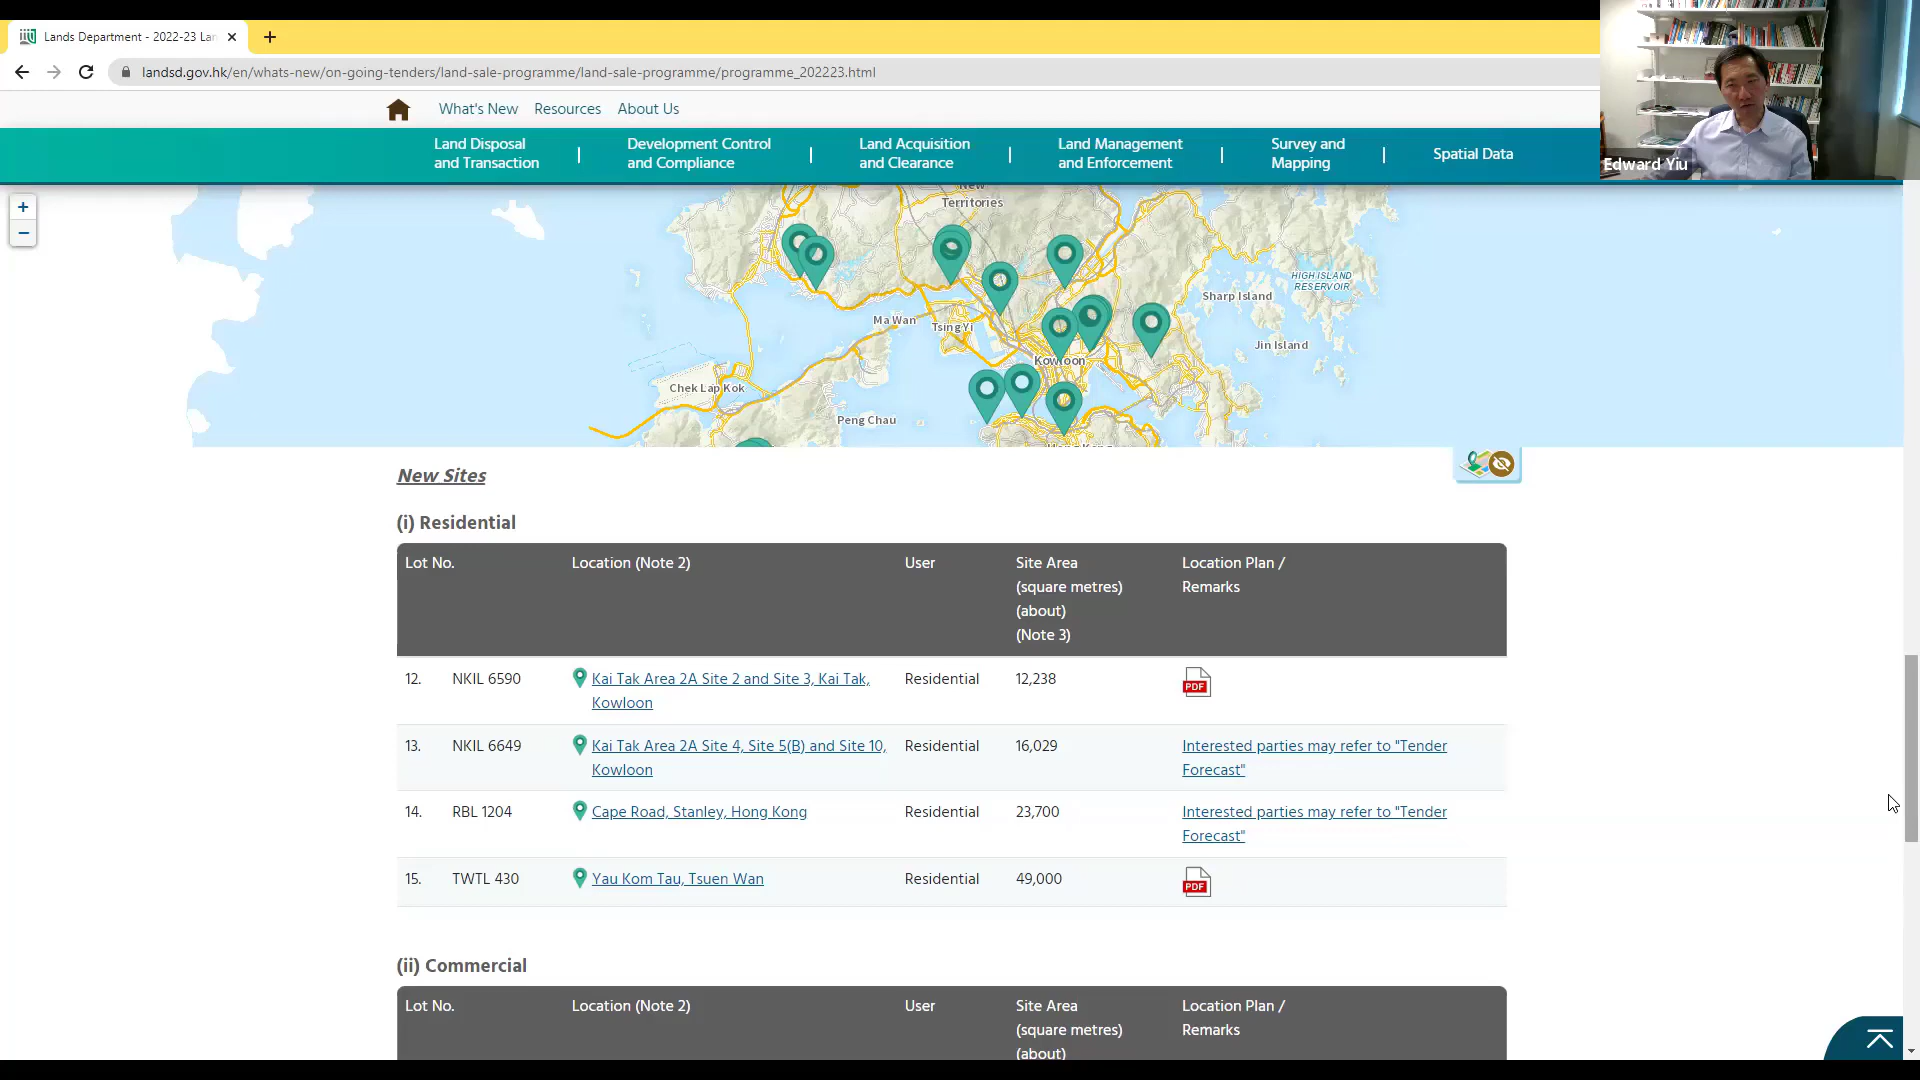 Lands Department - 2022-23 Lan
landsd.gov.hk/en/whats-new/on-going-tenders/land-sale-programme/land-sale-programme/programme_202223.html
What's New Resources About Us
Land Disposal and Transaction
Development Control and Compliance
Land Acquisition and Clearance
Land Management and Enforcement
Survey and Mapping
Spatial Data
Edward Yiu
+
−
New
Territories
HIGH ISLAND
RESERVOIR
Sharp Island
Ma Wan
Tsing Yi
Jin Island
Kowloon
Chek Lap Kok
Peng Chau
New Sites
(i) Residential
Lot No. Location (Note 2) User Site Area (square metres) (about) (Note 3) Location Plan / Remarks
12. NKIL 6590 Kai Tak Area 2A Site 2 and Site 3, Kai Tak, Kowloon Residential 12,238 PDF
13. NKIL 6649 Kai Tak Area 2A Site 4, Site 5(B) and Site 10, Kowloon Residential 16,029 Interested parties may refer to "Tender Forecast"
14. RBL 1204 Cape Road, Stanley, Hong Kong Residential 23,700 Interested parties may refer to "Tender Forecast"
15. TWTL 430 Yau Kom Tau, Tsuen Wan Residential 49,000 PDF
(ii) Commercial
Lot No. Location (Note 2) User Site Area (square metres) (about) Location Plan / Remarks